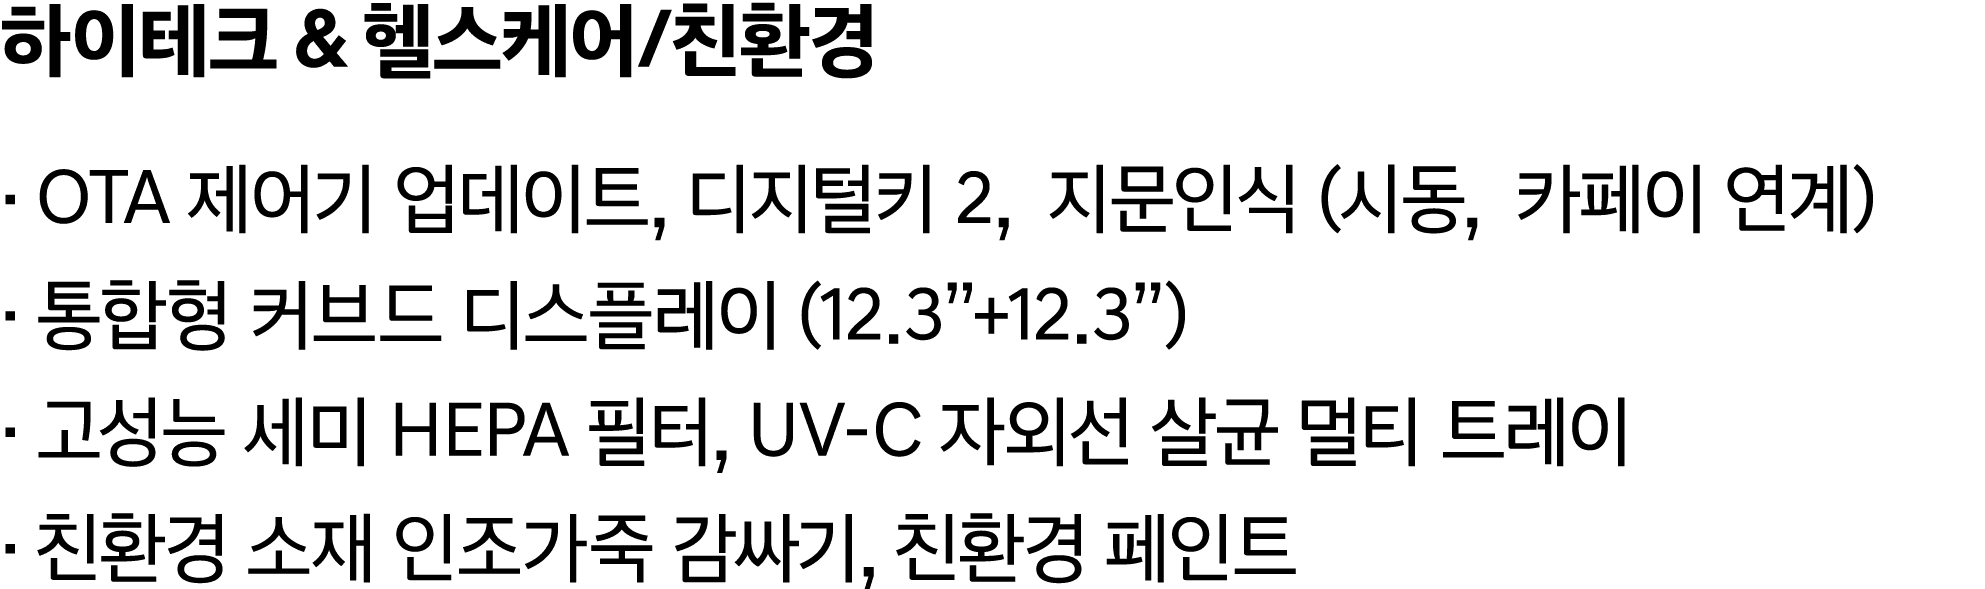 하이테크 & 헬스케어/친환경
· OTA 제어기 업데이트, 디지털키 2, 지문인식 (시동, 카페이 연계)
· 통합형 커브드 디스플레이 (12.3”+12.3”)
· 고성능 세미 HEPA 필터, UV-C 자외선 살균 멀티 트레이
· 친환경 소재 인조가죽 감싸기, 친환경 페인트